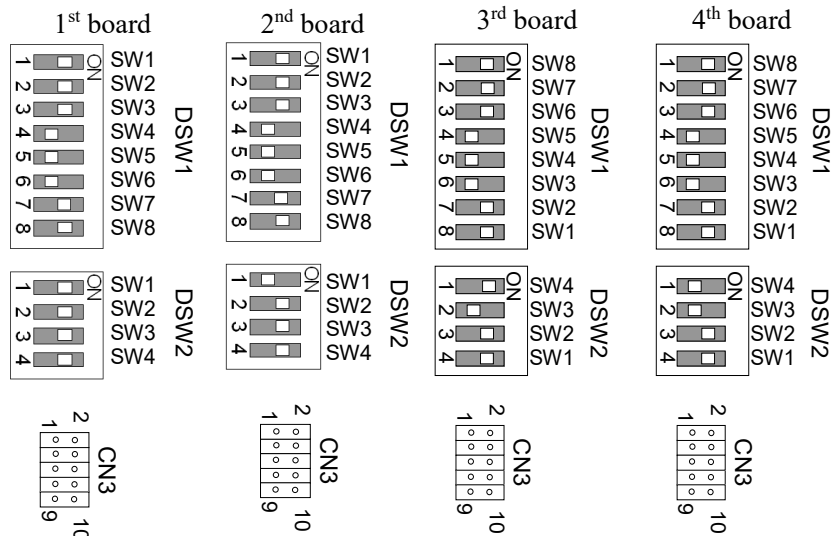 1st board
1 ON SW1
2 SW2
3 SW3
4 SW4
5 SW5
6 SW6
7 SW7
8 SW8
DSW1
1 ON SW1
2 SW2
3 SW3
4 SW4
DSW2
2
1
CN3
9
10
2nd board
1 ON SW1
2 SW2
3 SW3
4 SW4
5 SW5
6 SW6
7 SW7
8 SW8
DSW1
1 ON SW1
2 SW2
3 SW3
4 SW4
DSW2
2
1
CN3
9
10
3rd board
1 ON SW8
2 SW7
3 SW6
4 SW5
5 SW4
6 SW3
7 SW2
8 SW1
DSW1
1 ON SW4
2 SW3
3 SW2
4 SW1
DSW2
2
1
CN3
9
10
4th board
1 ON SW8
2 SW7
3 SW6
4 SW5
5 SW4
6 SW3
7 SW2
8 SW1
DSW1
1 ON SW4
2 SW3
3 SW2
4 SW1
DSW2
2
1
CN3
9
10